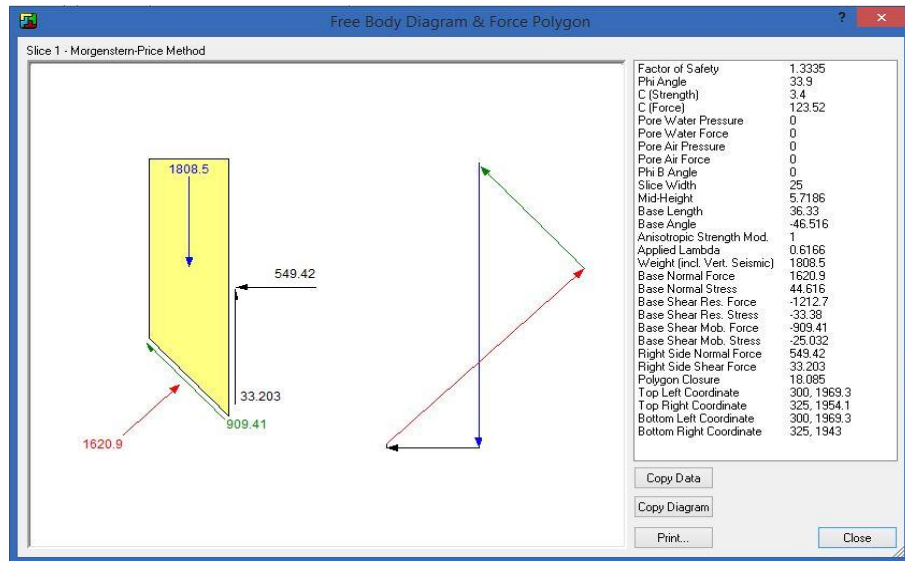 Free Body Diagram & Force Polygon
?
×
Slice 1 - Morgenstern-Price Method
1808.5
549.42
33.203
909.41
1620.9
Factor of Safety 1.3335
Phi Angle 33.9
C (Strength) 3.4
C (Force) 123.52
Pore Water Pressure 0
Pore Water Force 0
Pore Air Pressure 0
Pore Air Force 0
Phi B Angle 0
Slice Width 25
Mid-Height 5.7186
Base Length 36.33
Base Angle -46.516
Anisotropic Strength Mod. 1
Applied Lambda 0.6166
Weight (incl. Vert. Seismic) 1808.5
Base Normal Force 1620.9
Base Normal Stress 44.616
Base Shear Res. Force -1212.7
Base Shear Res. Stress -33.38
Base Shear Mob. Force -909.41
Base Shear Mob. Stress -25.032
Right Side Normal Force 549.42
Right Side Shear Force 33.203
Polygon Closure 18.085
Top Left Coordinate 300, 1969.3
Top Right Coordinate 325, 1954.1
Bottom Left Coordinate 300, 1969.3
Bottom Right Coordinate 325, 1943
Copy Data
Copy Diagram
Print...
Close